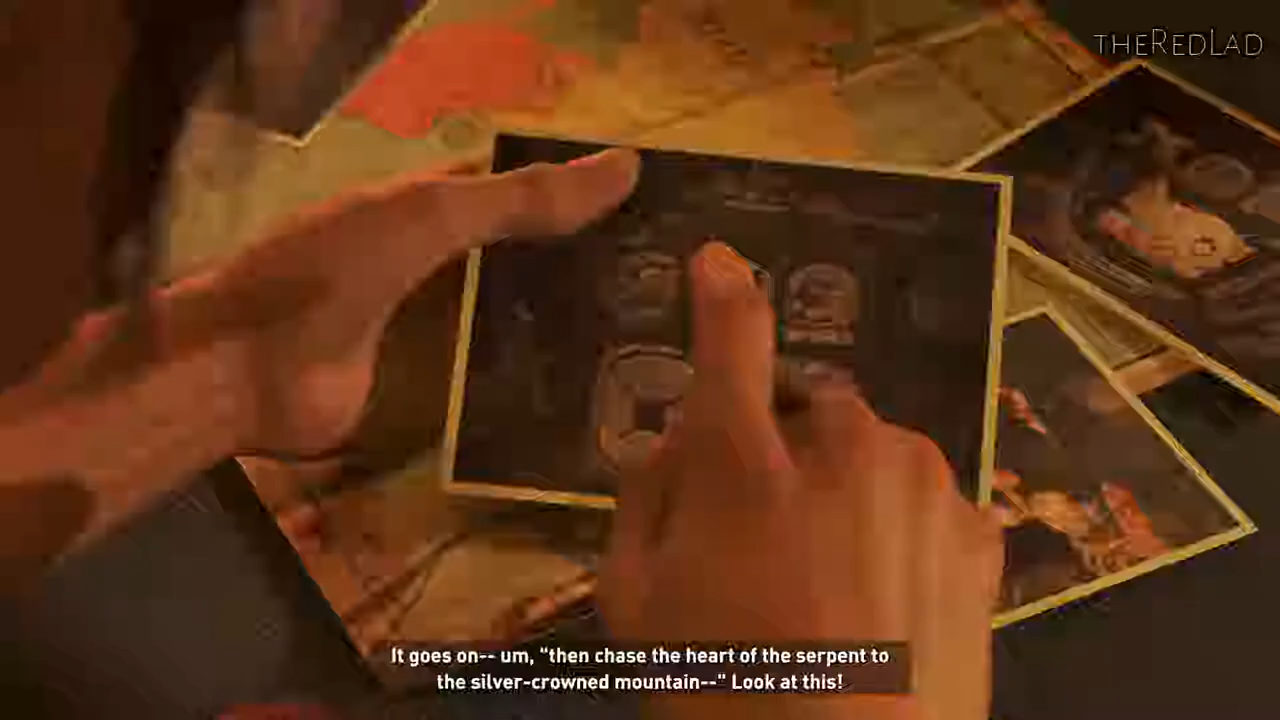 THEREDLAD
It goes on-- um, "then chase the heart of the serpent to
the silver-crowned mountain--" Look at this!